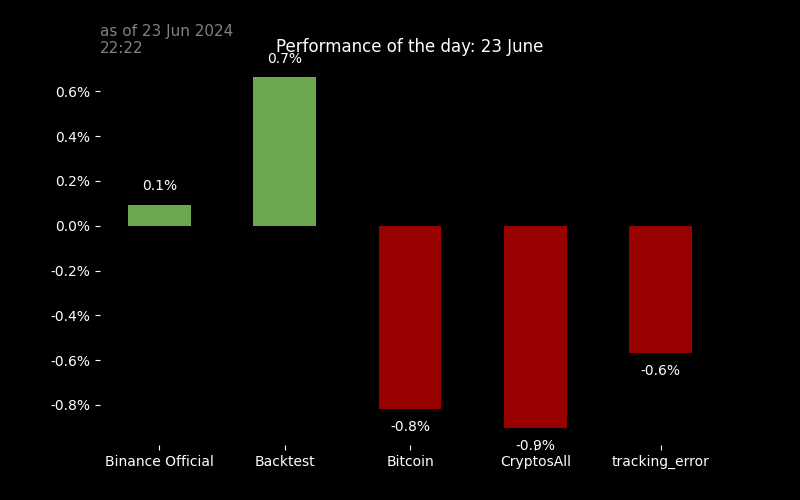 as of 23 Jun 2024
22:22
Performance of the day: 23 June
0.6%
0.4%
0.2%
0.0%
-0.2%
-0.4%
-0.6%
-0.8%
0.1%
0.7%
-0.8%
-0.9%
-0.6%
Binance Official
Backtest
Bitcoin
CryptosAll
tracking_error